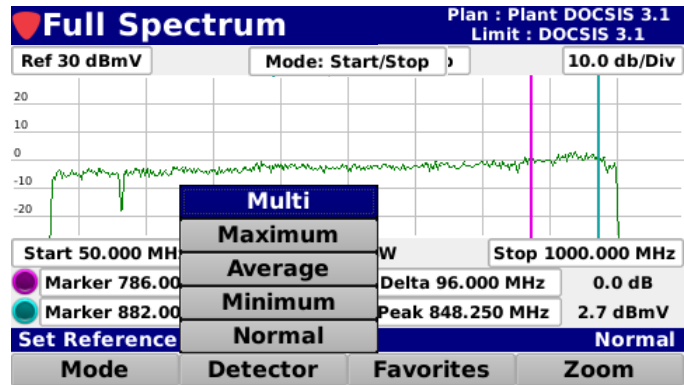 Full Spectrum
Plan : Plant DOCSIS 3.1
Limit : DOCSIS 3.1
Ref 30 dBmV
Mode: Start/Stop
10.0 db/Div
20
10
0
-10
-20
Multi
Maximum
Average
Minimum
Normal
Start 50.000 MH
W
Stop 1000.000 MHz
Marker 786.00
Delta 96.000 MHz
0.0 dB
Marker 882.00
Peak 848.250 MHz
2.7 dBmV
Set Reference
Normal
Mode
Detector
Favorites
Zoom